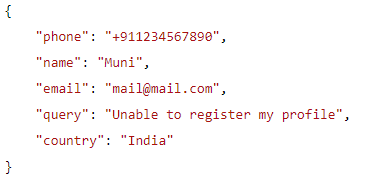 {
    "phone": "+911234567890",
    "name": "Muni",
    "email": "mail@mail.com",
    "query": "Unable to register my profile",
    "country": "India"
}